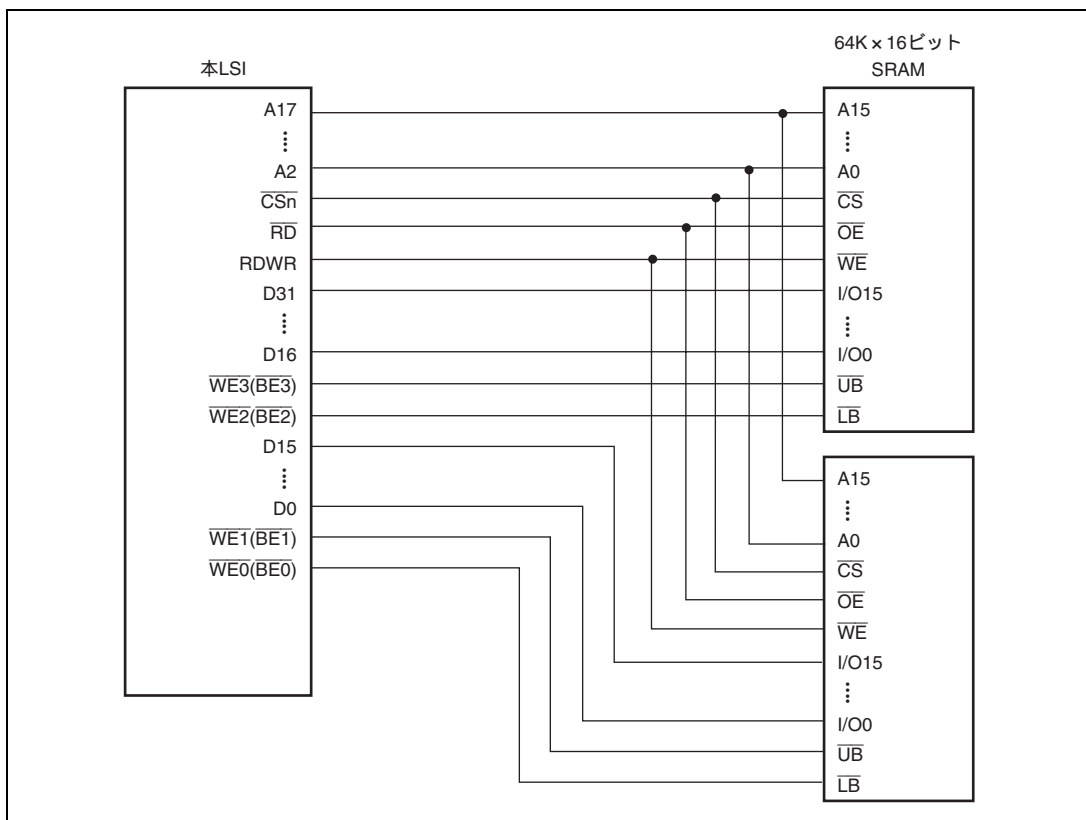 本LSI
A17
A2
CSn
RD
RDWR
D31
D16
WE3(BE3)
WE2(BE2)
D15
D0
WE1(BE1)
WE0(BE0)
64K×16ビット
SRAM
A15
A0
CS
OE
WE
I/O15
I/O0
UB
LB
A15
A0
CS
OE
WE
I/O15
I/O0
UB
LB